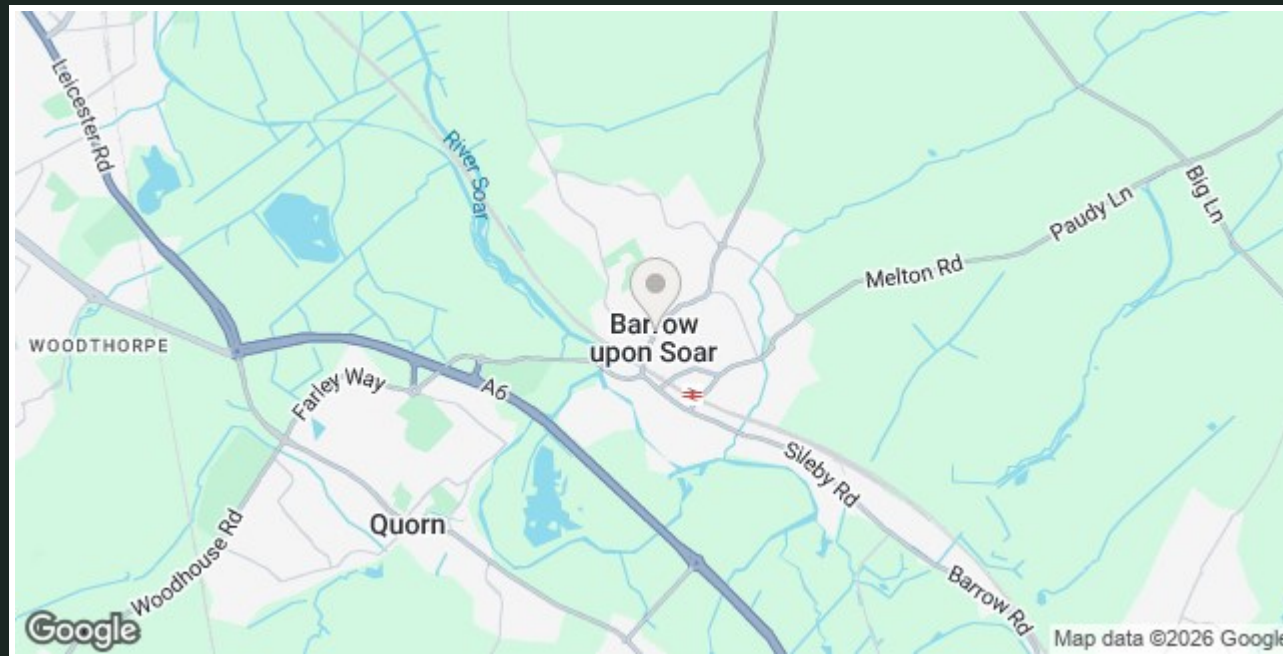 Leicester Rd
River Soar
Big Ln
Paudy Ln
Melton Rd
Barrow
upon Soar
WOODTHORPE
Farley Way
A6
Sileby Rd
Quorn
Woodhouse Rd
Barrow Rd
Google
Map data ©2026 Google